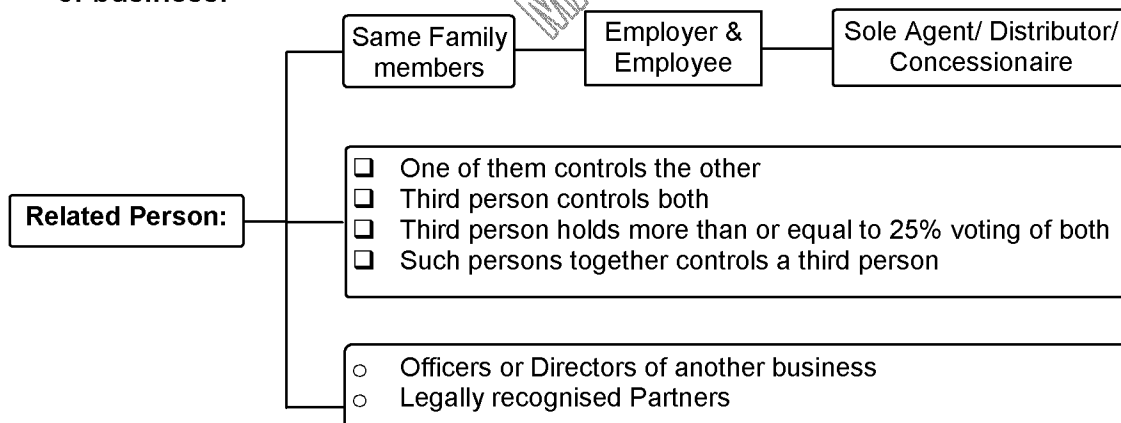 Same Family
members
Employer &
Employee
Sole Agent/ Distributor/
Concessionaire
❑ One of them controls the other
❑ Third person controls both
Related Person:
❑ Third person holds more than or equal to 25% voting of both
❑ Such persons together controls a third person
○ Officers or Directors of another business
○ Legally recognised Partners